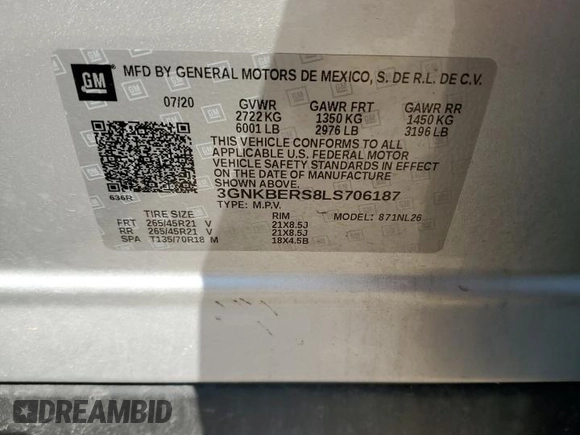 GM
MFD BY GENERAL MOTORS DE MEXICO, S. DE R.L. DE C.V.
07/20 GVWR GAWR FRT GAWR RR
2722 KG 1350 KG 1450 KG
6001 LB 2976 LB 3196 LB
THIS VEHICLE CONFORMS TO ALL
APPLICABLE U.S. FEDERAL MOTOR
VEHICLE SAFETY STANDARDS IN EFFECT
ON THE DATE OF MANUFACTURE
SHOWN ABOVE.
3GNKBERS8LS706187
636R
TYPE: M.P.V. MODEL: 871NL26
TIRE SIZE RIM
FRT 265/45R21 V 21X8.5J
RR 265/45R21 V 21X8.5J
SPA T135/70R18 M 18X4.5B
DREAMBID